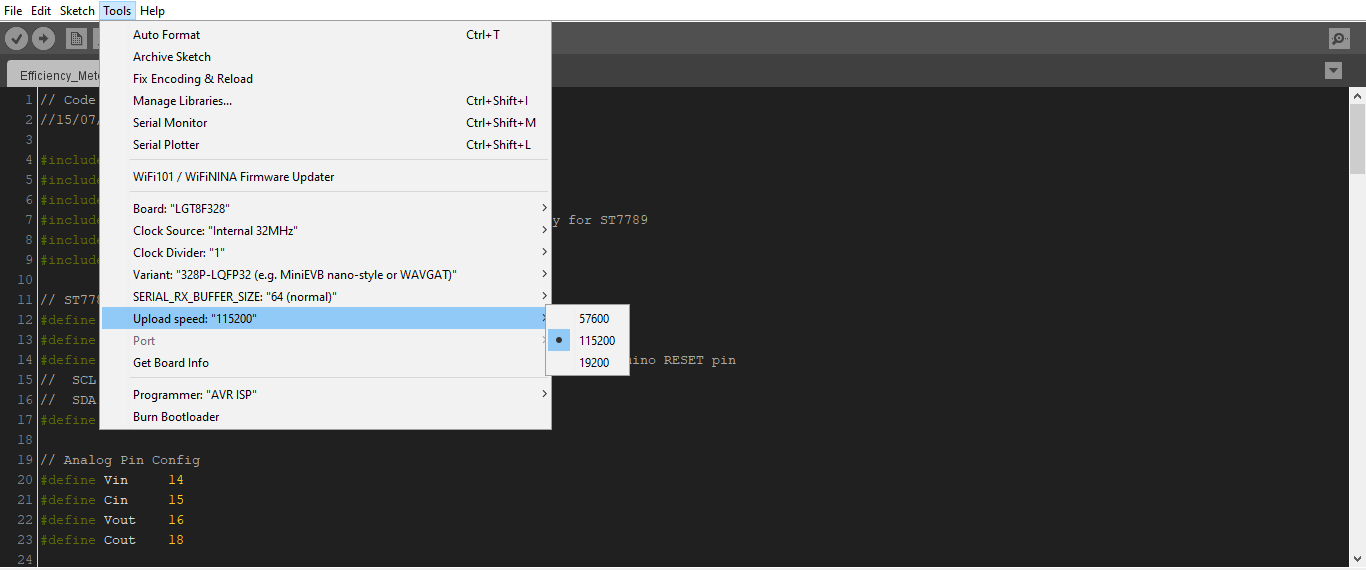 File Edit Sketch Tools Help
Auto Format Ctrl+T
Archive Sketch
Efficiency_Mete Fix Encoding & Reload
1 // Code Manage Libraries... Ctrl+Shift+I
2 //15/07/ Serial Monitor Ctrl+Shift+M
3 Serial Plotter Ctrl+Shift+L
4 #include
5 #include WiFi101 / WiFiNINA Firmware Updater
6 #include
7 #include Board: "LGT8F328" y for ST7789
8 #include Clock Source: "Internal 32MHz"
9 #include Clock Divider: "1"
10 Variant: "328P-LQFP32 (e.g. MiniEVB nano-style or WAVGAT)"
11 // ST778 SERIAL_RX_BUFFER_SIZE: "64 (normal)"
12 #define Upload speed: "115200" 57600
13 #define Port 115200
14 #define Get Board Info 19200 ino RESET pin
15 // SCL
16 // SDA Programmer: "AVR ISP"
17 #define Burn Bootloader
18
19 // Analog Pin Config
20 #define Vin 14
21 #define Cin 15
22 #define Vout 16
23 #define Cout 18
24